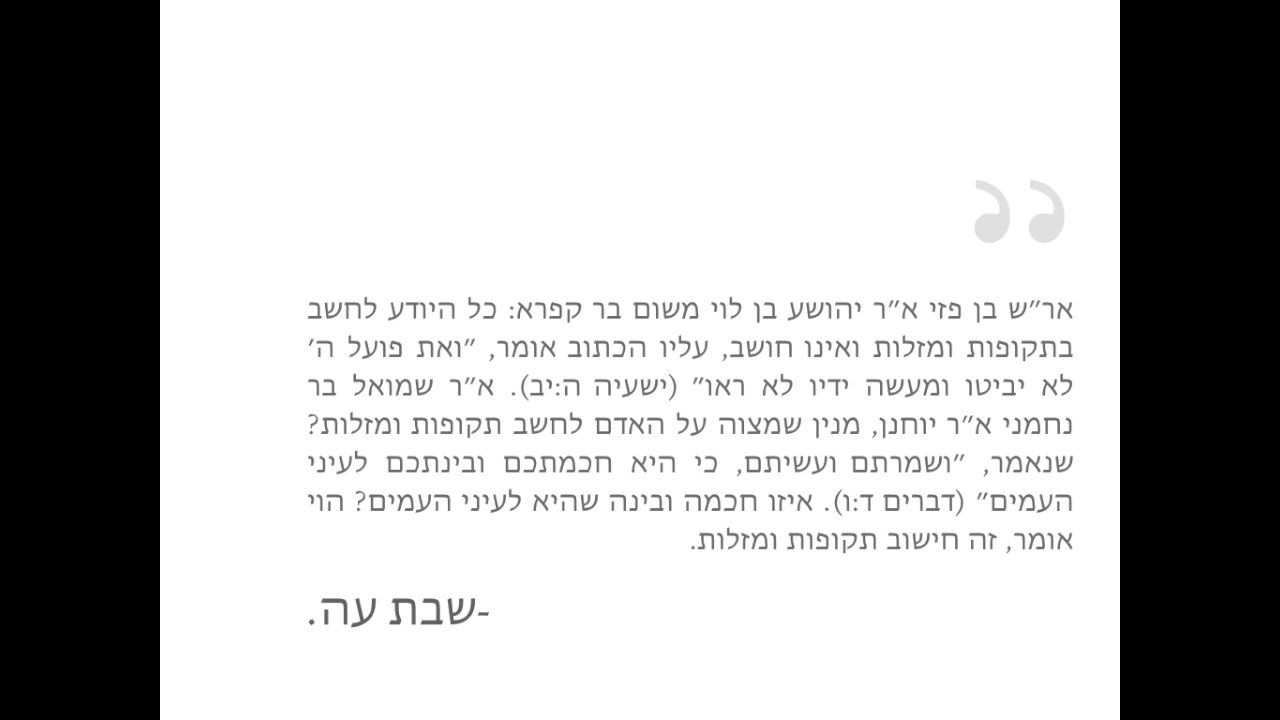 אר״ש בן פזי א״ר יהושע בן לוי משום בר קפרא: כל היודע לחשב
בתקופות ומזלות ואינו חושב, עליו הכתוב אומר, ״ואת פועל ה׳
לא יביטו ומעשה ידיו לא ראו״ (ישעיה ה:יב). א״ר שמואל בר
נחמני א״ר יוחנן, מנין שמצוה על האדם לחשב תקופות ומזלות?
שנאמר, ״ושמרתם ועשיתם, כי היא חכמתכם ובינתכם לעיני
העמים״ (דברים ד:ו). איזו חכמה ובינה שהיא לעיני העמים? הוי
אומר, זה חישוב תקופות ומזלות.
-שבת עה.